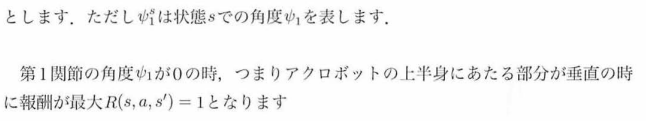 とします．ただしψ₁ˢは状態sでの角度ψ₁を表します．
第1関節の角度ψ₁が0の時，つまりアクロボットの上半身にあたる部分が垂直の時
に報酬が最大R(s,a,s′) = 1となります